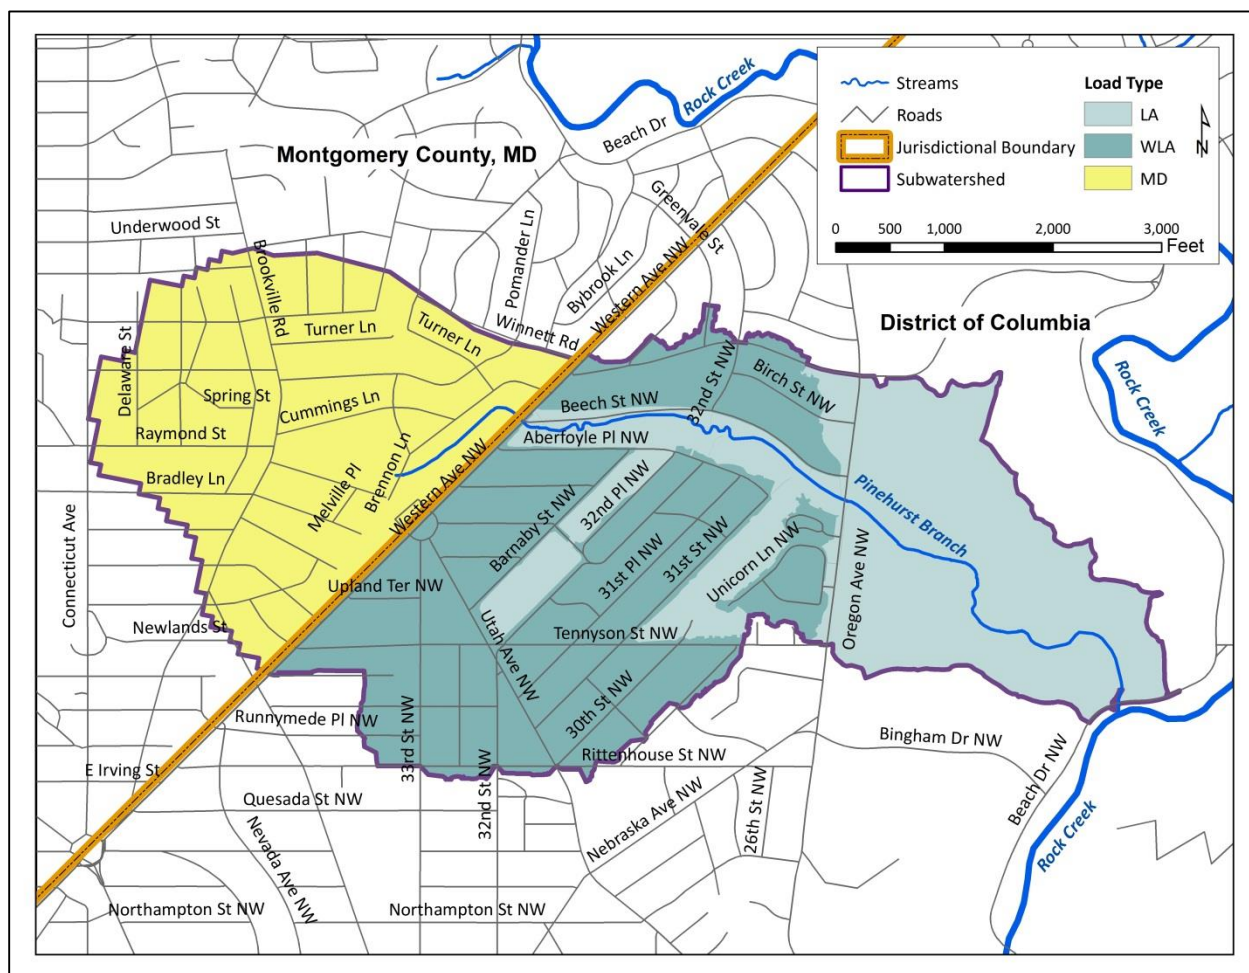 Rock Creek
Beach Dr
Montgomery County, MD
Streams
Roads
Jurisdictional Boundary
Subwatershed
Load Type
LA
WLA
MD
N
0 500 1,000 2,000 3,000
Feet
Underwood St
Brookville Rd
Pomander Ln
Bybrook Ln
Greenvale St
Western Ave NW
Winnett Rd
Turner Ln
Turner Ln
Delaware St
Spring St
Cummings Ln
Raymond St
Bradley Ln
Melville Pl
Brennon Ln
Western Ave NW
Connecticut Ave
District of Columbia
Rock Creek
32nd St NW
Birch St NW
Beech St NW
Aberfoyle Pl NW
Barnaby St NW
32nd Pl NW
31st Pl NW
31st St NW
Unicorn Ln NW
Pinehurst Branch
Oregon Ave NW
Upland Ter NW
Newlands St
Utah Ave NW
Tennyson St NW
30th St NW
Runnymede Pl NW
33rd St NW
32nd St NW
Rittenhouse St NW
Bingham Dr NW
Beach Dr NW
Rock Creek
E Irving St
Quesada St NW
Nevada Ave NW
Nebraska Ave NW
26th St NW
Northampton St NW
Northampton St NW